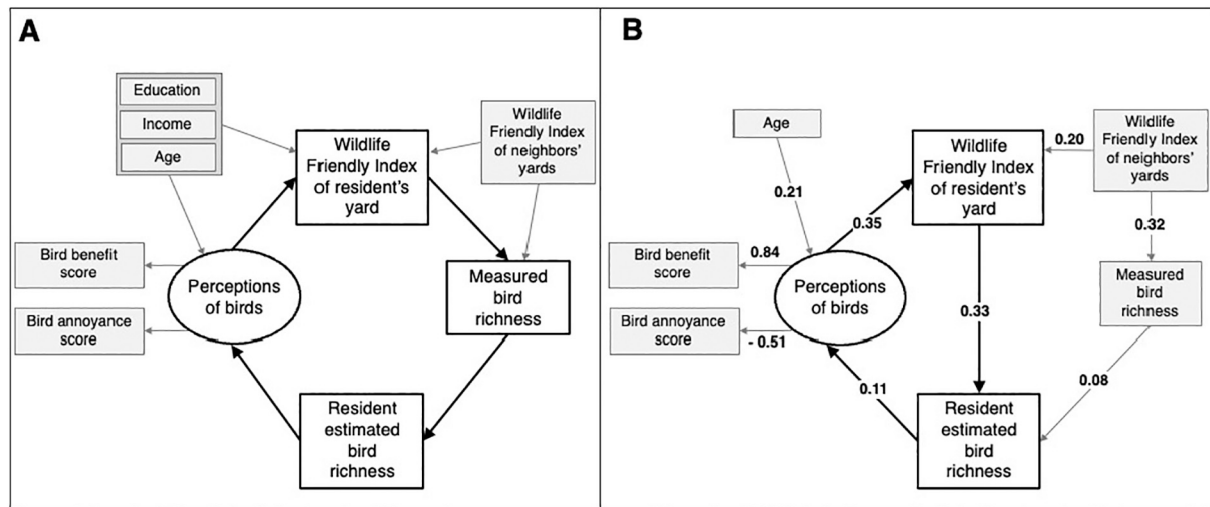 A
Education
Income
Age
Wildlife
Friendly Index
of resident's
yard
Wildlife
Friendly Index
of neighbors'
yards
Bird benefit
score
Bird annoyance
score
Perceptions
of birds
Measured
bird
richness
Resident
estimated
bird
richness
B
Age
0.21
Wildlife
Friendly Index
of resident's
yard
0.20
Wildlife
Friendly Index
of neighbors'
yards
0.35
0.32
Bird benefit
score
0.84
Perceptions
of birds
Measured
bird
richness
Bird annoyance
score
- 0.51
0.33
0.11
0.08
Resident
estimated
bird
richness